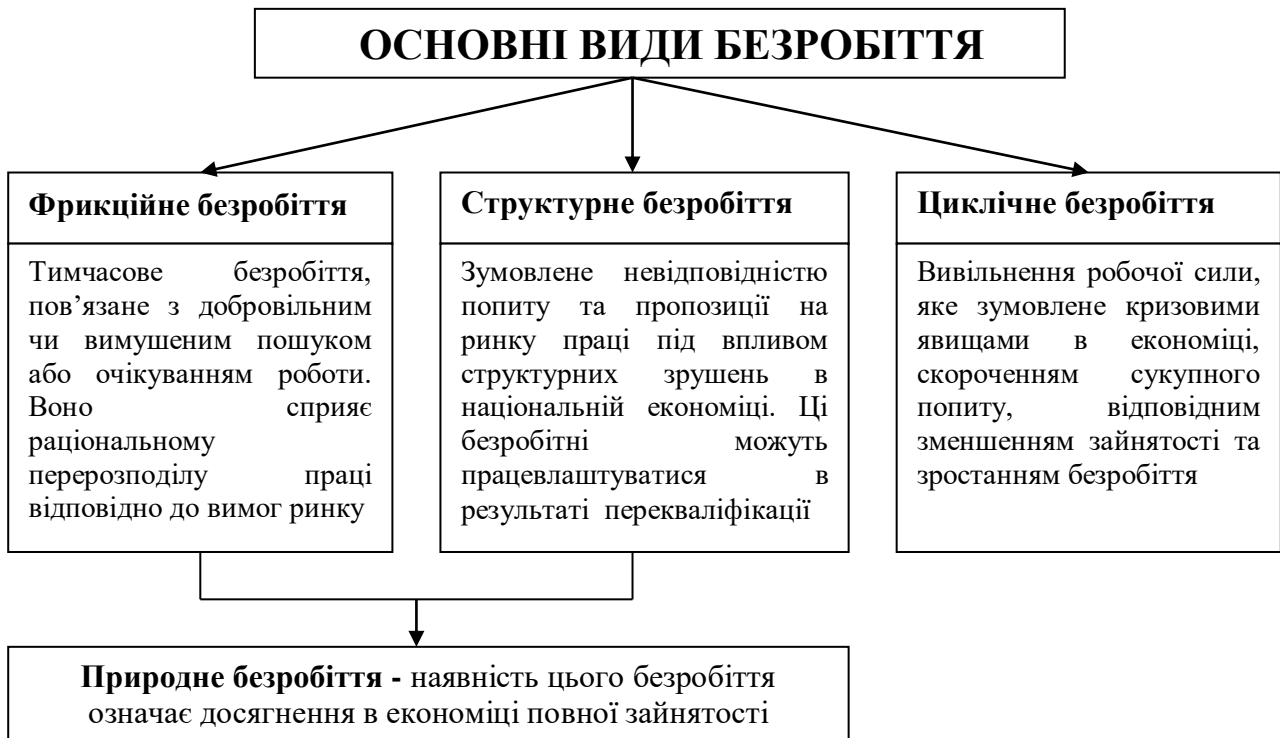 ОСНОВНІ ВИДИ БЕЗРОБІТТЯ
Фрикційне безробіття
Тимчасове безробіття,
пов’язане з добровільним
чи вимушеним пошуком
або очікуванням роботи.
Воно сприяє
раціональному
перерозподілу праці
відповідно до вимог ринку
Структурне безробіття
Зумовлене невідповідністю
попиту та пропозиції на
ринку праці під впливом
структурних зрушень в
національній економіці. Ці
безробітні можуть
працевлаштуватися в
результаті перекваліфікації
Циклічне безробіття
Вивільнення робочої сили,
яке зумовлене кризовими
явищами в економіці,
скороченням сукупного
попиту, відповідним
зменшенням зайнятості та
зростанням безробіття
Природне безробіття - наявність цього безробіття
означає досягнення в економіці повної зайнятості